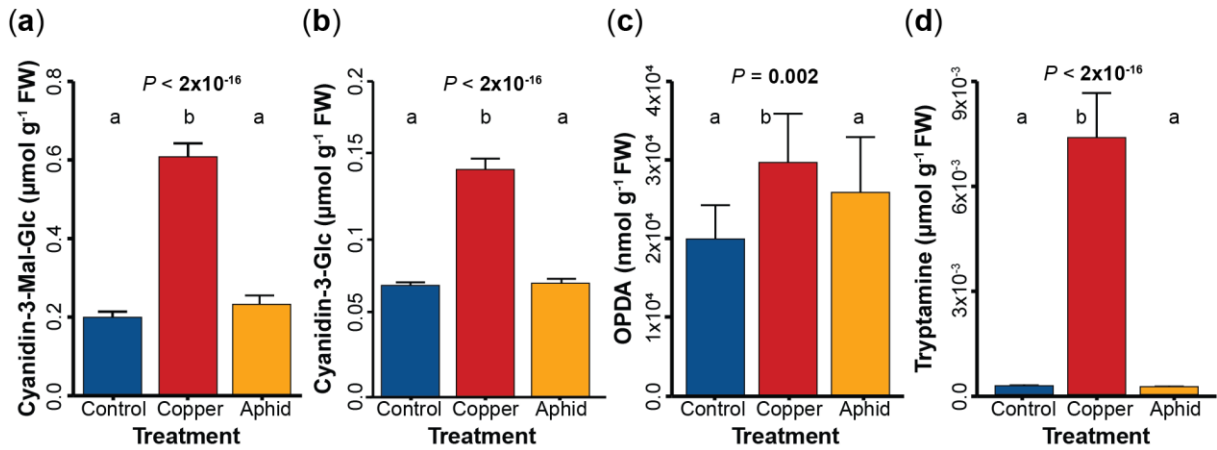 (a)
P < 2x10⁻¹⁶
a b a
Cyanidin-3-Mal-Glc (µmol g⁻¹ FW)
0.8
0.6
0.4
0.2
0.0
Control Copper Aphid
Treatment
(b)
P < 2x10⁻¹⁶
a b a
Cyanidin-3-Glc (µmol g⁻¹ FW)
0.2
0.15
0.1
0.05
0
Control Copper Aphid
Treatment
(c)
P = 0.002
a b a
OPDA (nmol g⁻¹ FW)
4x10⁴
3x10⁴
2x10⁴
1x10⁴
0.0
Control Copper Aphid
Treatment
(d)
P < 2x10⁻¹⁶
a b a
Tryptamine (µmol g⁻¹ FW)
9x10⁻³
6x10⁻³
3x10⁻³
0.0
Control Copper Aphid
Treatment